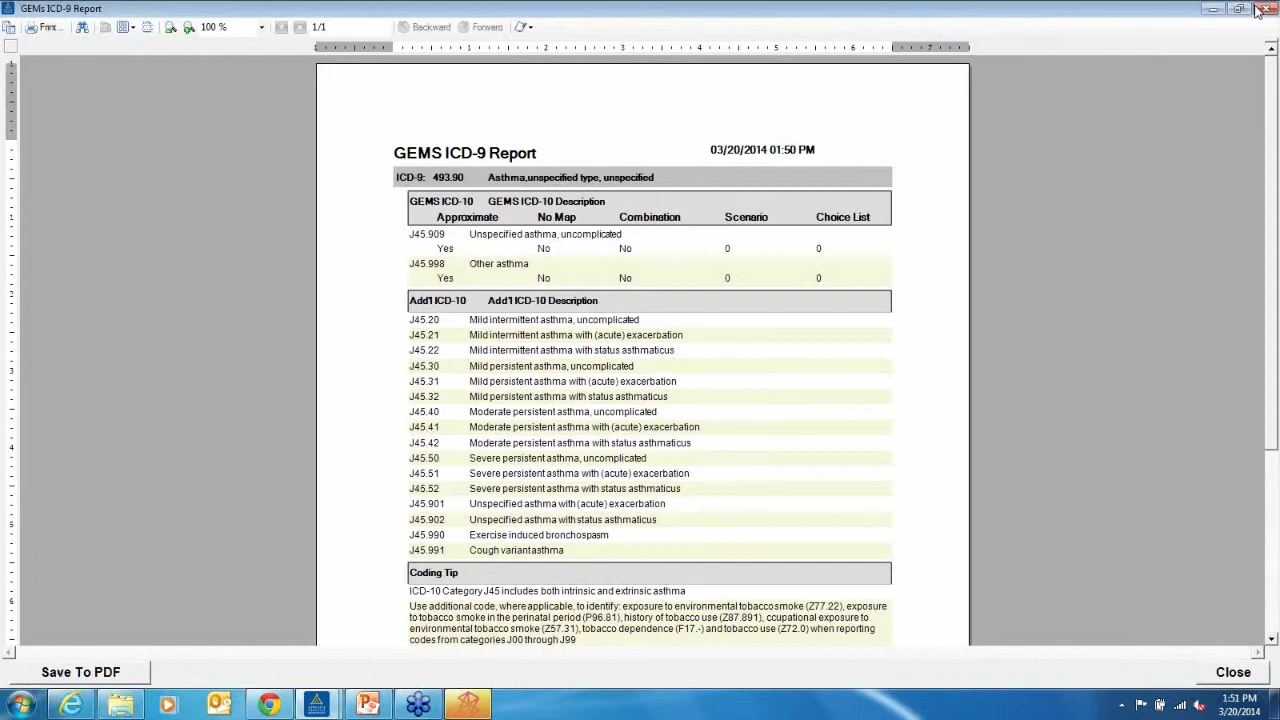 GEMs ICD-9 Report
Print... 100 % 1/1 Backward Forward
1 2 3 4 5 6 7
GEMS ICD-9 Report 03/20/2014 01:50 PM
ICD-9: 493.90 Asthma,unspecified type, unspecified
GEMS ICD-10 GEMS ICD-10 Description
Approximate No Map Combination Scenario Choice List
J45.909 Unspecified asthma, uncomplicated
Yes No No 0 0
J45.998 Other asthma
Yes No No 0 0
Add'l ICD-10 Add'l ICD-10 Description
J45.20 Mild intermittent asthma, uncomplicated
J45.21 Mild intermittent asthma with (acute) exacerbation
J45.22 Mild intermittent asthma with status asthmaticus
J45.30 Mild persistent asthma, uncomplicated
J45.31 Mild persistent asthma with (acute) exacerbation
J45.32 Mild persistent asthma with status asthmaticus
J45.40 Moderate persistent asthma, uncomplicated
J45.41 Moderate persistent asthma with (acute) exacerbation
J45.42 Moderate persistent asthma with status asthmaticus
J45.50 Severe persistent asthma, uncomplicated
J45.51 Severe persistent asthma with (acute) exacerbation
J45.52 Severe persistent asthma with status asthmaticus
J45.901 Unspecified asthma with (acute) exacerbation
J45.902 Unspecified asthma with status asthmaticus
J45.990 Exercise induced bronchospasm
J45.991 Cough variant asthma
Coding Tip
ICD-10 Category J45 includes both intrinsic and extrinsic asthma
Use additional code, where applicable, to identify: exposure to environmental tobacco smoke (Z77.22), exposure
to tobacco smoke in the perinatal period (P96.81), history of tobacco use (Z87.891), ccupational exposure to
environmental tobacco smoke (Z57.31), tobacco dependence (F17.-) and tobacco use (Z72.0) when reporting
codes from categories J00 through J99
Save To PDF Close
1:51 PM
3/20/2014